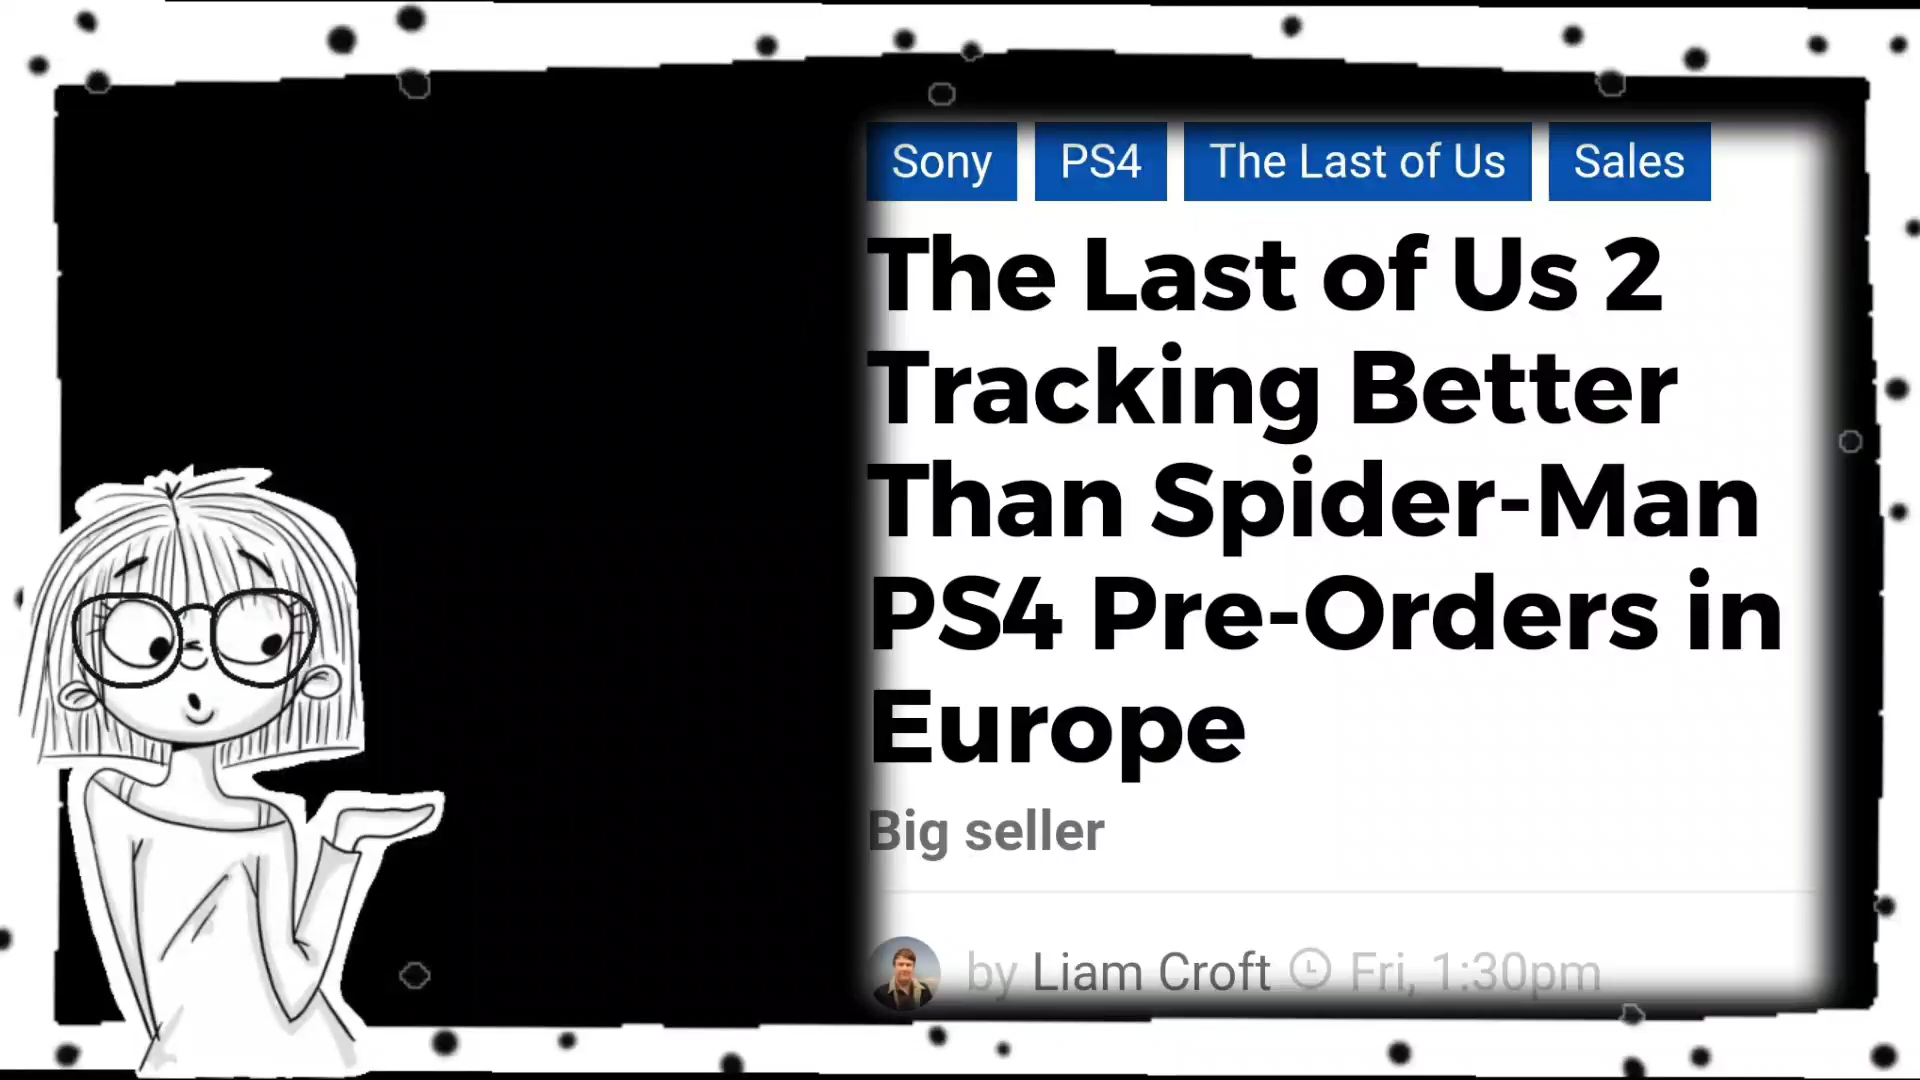 Sony PS4 The Last of Us Sales
The Last of Us 2
Tracking Better
Than Spider-Man
PS4 Pre-Orders in
Europe
Big seller
by Liam Croft Fri, 1:30pm